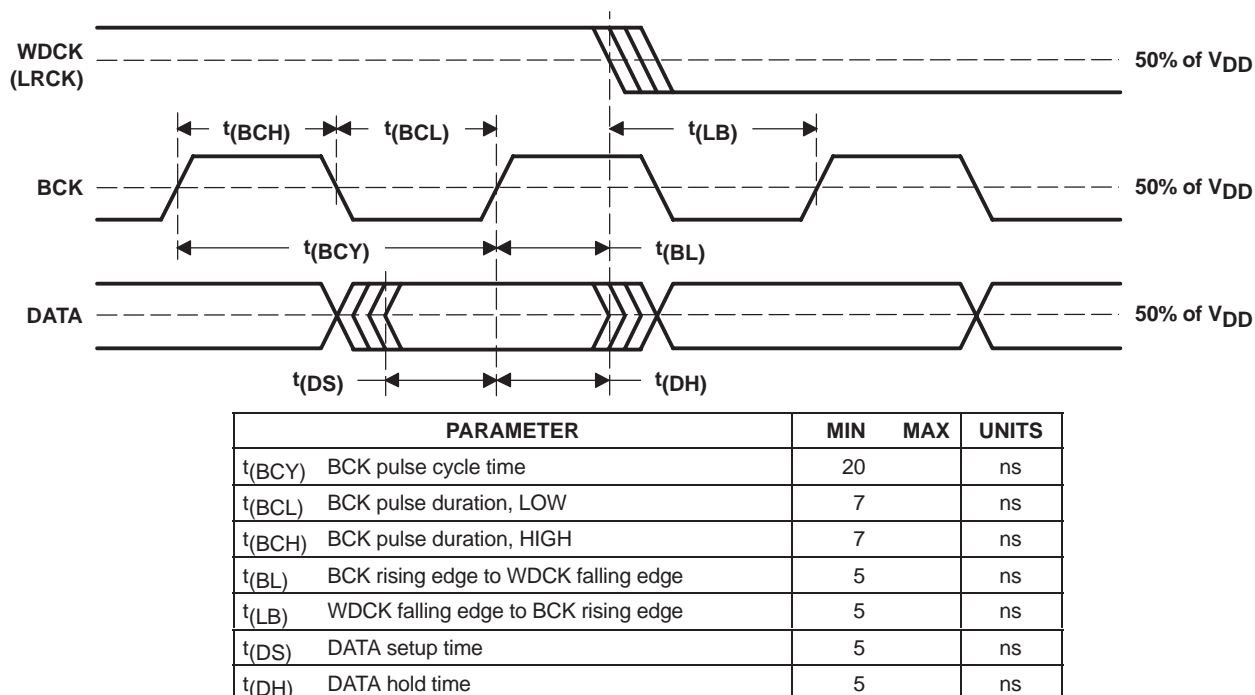 WDCK
(LRCK)
50% of VDD
t(BCH)
t(BCL)
t(LB)
BCK
50% of VDD
t(BCY)
t(BL)
DATA
50% of VDD
t(DS)
t(DH)
PARAMETER MIN MAX UNITS
t(BCY) BCK pulse cycle time 20 ns
t(BCL) BCK pulse duration, LOW 7 ns
t(BCH) BCK pulse duration, HIGH 7 ns
t(BL) BCK rising edge to WDCK falling edge 5 ns
t(LB) WDCK falling edge to BCK rising edge 5 ns
t(DS) DATA setup time 5 ns
t(DH) DATA hold time 5 ns